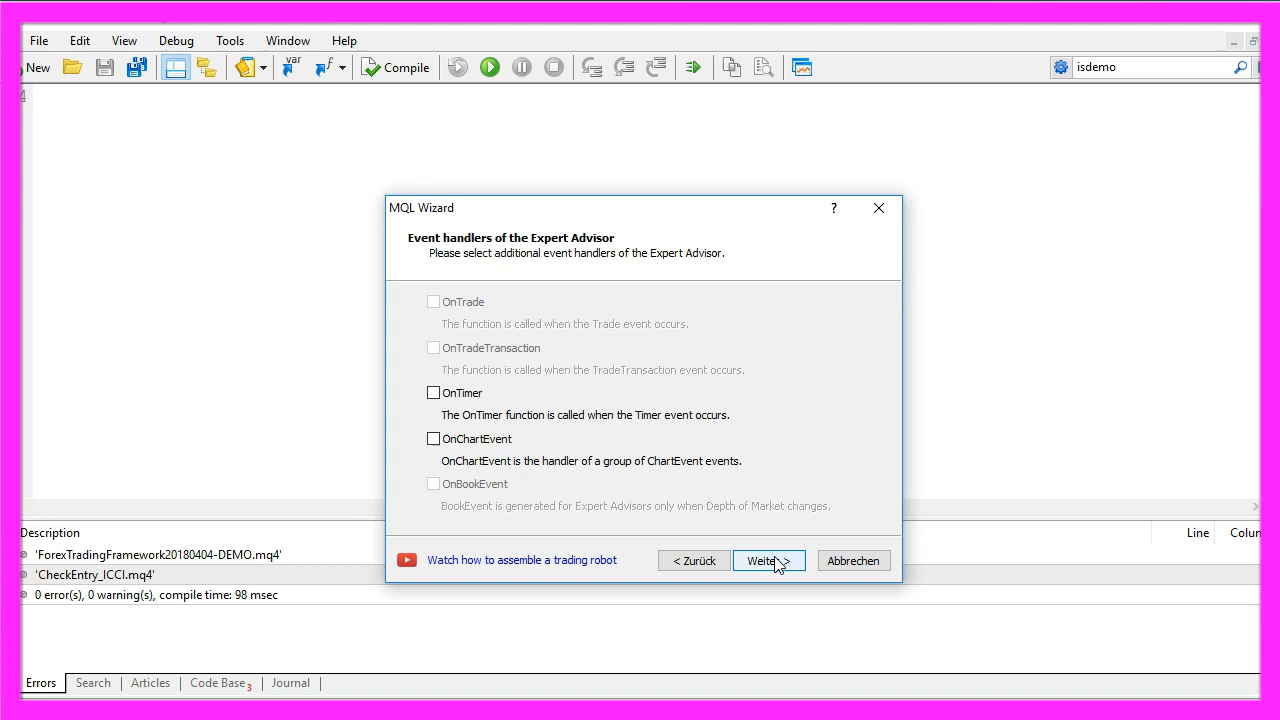 File Edit View Debug Tools Window Help
New var f Compile isdemo
4
MQL Wizard ?
Event handlers of the Expert Advisor
Please select additional event handlers of the Expert Advisor.
OnTrade
The function is called when the Trade event occurs.
OnTradeTransaction
The function is called when the TradeTransaction event occurs.
OnTimer
The OnTimer function is called when the Timer event occurs.
OnChartEvent
OnChartEvent is the handler of a group of ChartEvent events.
OnBookEvent
BookEvent is generated for Expert Advisors only when Depth of Market changes.
Watch how to assemble a trading robot < Zurück Weite > Abbrechen
Description Line Colun
'ForexTradingFramework20180404-DEMO.mq4'
'CheckEntry_ICCI.mq4'
0 error(s), 0 warning(s), compile time: 98 msec
Errors Search Articles Code Base 3 Journal